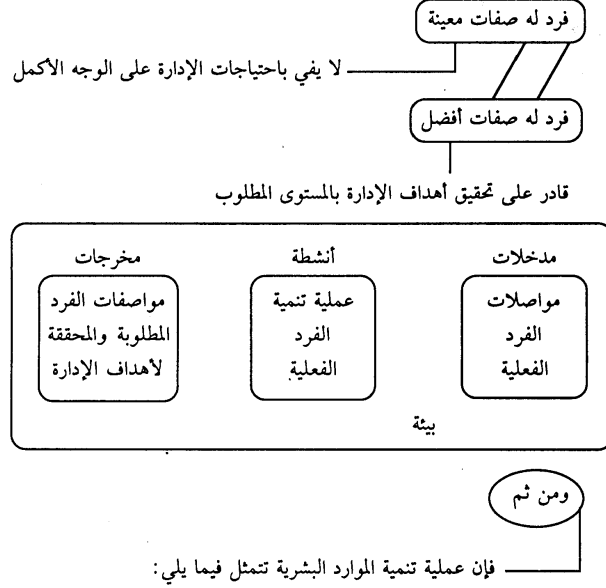 فرد له صفات معينة
لا يفي باحتياجات الإدارة على الوجه الأكمل
فرد له صفات أفضل
قادر على تحقيق أهداف الإدارة بالمستوى المطلوب
مدخلات
مواصلات
الفرد
الفعلية
أنشطة
عملية تنمية
الفرد
الفعلية
مخرجات
مواصفات الفرد
المطلوبة والمحققة
لأهداف الإدارة
بيئة
ومن ثم
فإن عملية تنمية الموارد البشرية تتمثل فيما يلي: